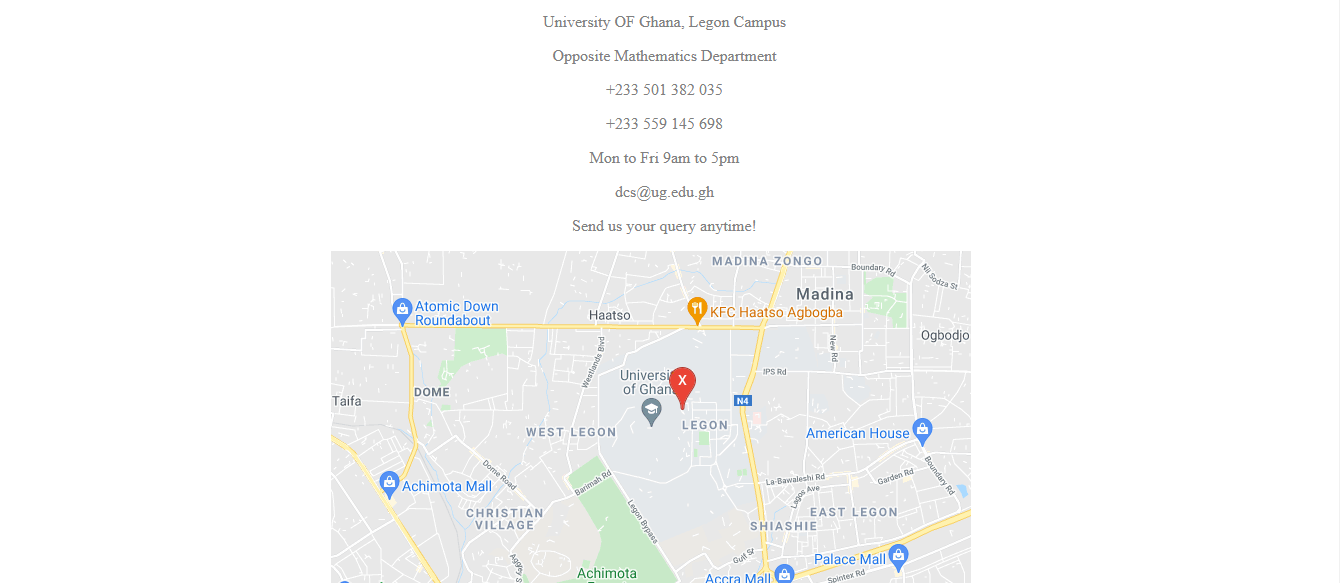 University OF Ghana, Legon Campus
Opposite Mathematics Department
+233 501 382 035
+233 559 145 698
Mon to Fri 9am to 5pm
dcs@ug.edu.gh
Send us your query anytime!
MADINA ZONGO
Boundary Rd
Nii Sodza St
Madina
Atomic Down
Roundabout
Haatso
KFC Haatso Agbogba
Ogbodjo
New Rd
Westlands Blvd
IPS Rd
of Ghana
X
DOME
Taifa
N4
LEGON
WEST LEGON
American House
Boundary Rd
Dome Road
Barimah Rd
La-Bawaleshi Rd
Garden Rd
Lagos Ave
Achimota Mall
Legon Bypass
CHRISTIAN
VILLAGE
EAST LEGON
SHIASHIE
Gulf St
Palace Mall
Achimota
Accra Mall
Spintex Rd